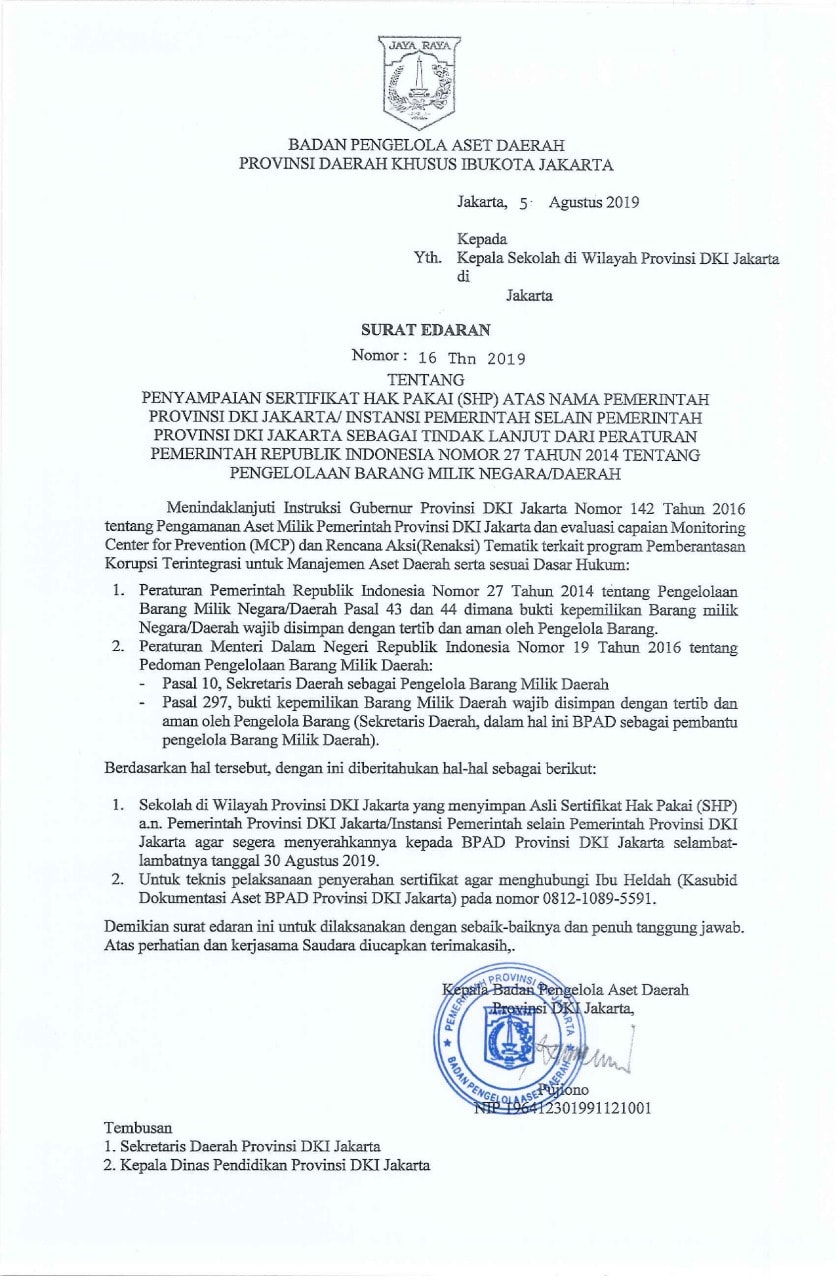 JAYA RAYA
BADAN PENGELOLA ASET DAERAH
PROVINSI DAERAH KHUSUS IBUKOTA JAKARTA
Jakarta, 5 Agustus 2019
Kepada
Yth. Kepala Sekolah di Wilayah Provinsi DKI Jakarta
di
Jakarta
SURAT EDARAN
Nomor : 16 Thn 2019
TENTANG
PENYAMPAIAN SERTIFIKAT HAK PAKAI (SHP) ATAS NAMA PEMERINTAH
PROVINSI DKI JAKARTA/ INSTANSI PEMERINTAH SELAIN PEMERINTAH
PROVINSI DKI JAKARTA SEBAGAI TINDAK LANJUT DARI PERATURAN
PEMERINTAH REPUBLIK INDONESIA NOMOR 27 TAHUN 2014 TENTANG
PENGELOLAAN BARANG MILIK NEGARA/DAERAH
Menindaklanjuti Instruksi Gubernur Provinsi DKI Jakarta Nomor 142 Tahun 2016
tentang Pengamanan Aset Milik Pemerintah Provinsi DKI Jakarta dan evaluasi capaian Monitoring
Center for Prevention (MCP) dan Rencana Aksi(Renaksi) Tematik terkait program Pemberantasan
Korupsi Terintegrasi untuk Manajemen Aset Daerah serta sesuai Dasar Hukum:
1. Peraturan Pemerintah Republik Indonesia Nomor 27 Tahun 2014 tentang Pengelolaan
Barang Milik Negara/Daerah Pasal 43 dan 44 dimana bukti kepemilikan Barang milik
Negara/Daerah wajib disimpan dengan tertib dan aman oleh Pengelola Barang.
2. Peraturan Menteri Dalam Negeri Republik Indonesia Nomor 19 Tahun 2016 tentang
Pedoman Pengelolaan Barang Milik Daerah:
- Pasal 10, Sekretaris Daerah sebagai Pengelola Barang Milik Daerah
- Pasal 297, bukti kepemilikan Barang Milik Daerah wajib disimpan dengan tertib dan
aman oleh Pengelola Barang (Sekretaris Daerah, dalam hal ini BPAD sebagai pembantu
pengelola Barang Milik Daerah).
Berdasarkan hal tersebut, dengan ini diberitahukan hal-hal sebagai berikut:
1. Sekolah di Wilayah Provinsi DKI Jakarta yang menyimpan Asli Sertifikat Hak Pakai (SHP)
a.n. Pemerintah Provinsi DKI Jakarta/Instansi Pemerintah selain Pemerintah Provinsi DKI
Jakarta agar segera menyerahkannya kepada BPAD Provinsi DKI Jakarta selambat-
lambatnya tanggal 30 Agustus 2019.
2. Untuk teknis pelaksanaan penyerahan sertifikat agar menghubungi Ibu Heldah (Kasubid
Dokumentasi Aset BPAD Provinsi DKI Jakarta) pada nomor 0812-1089-5591.
Demikian surat edaran ini untuk dilaksanakan dengan sebaik-baiknya dan penuh tanggung jawab.
Atas perhatian dan kerjasama Saudara diucapkan terimakasih,.
Kepala Badan Pengelola Aset Daerah
Provinsi DKI Jakarta,
PEMERINTAH PROVINSI DKI JAKARTA
JAYA RAYA
BADAN PENGELOLA ASET DAERAH
Pujiono
NIP 196412301991121001
Tembusan
1. Sekretaris Daerah Provinsi DKI Jakarta
2. Kepala Dinas Pendidikan Provinsi DKI Jakarta